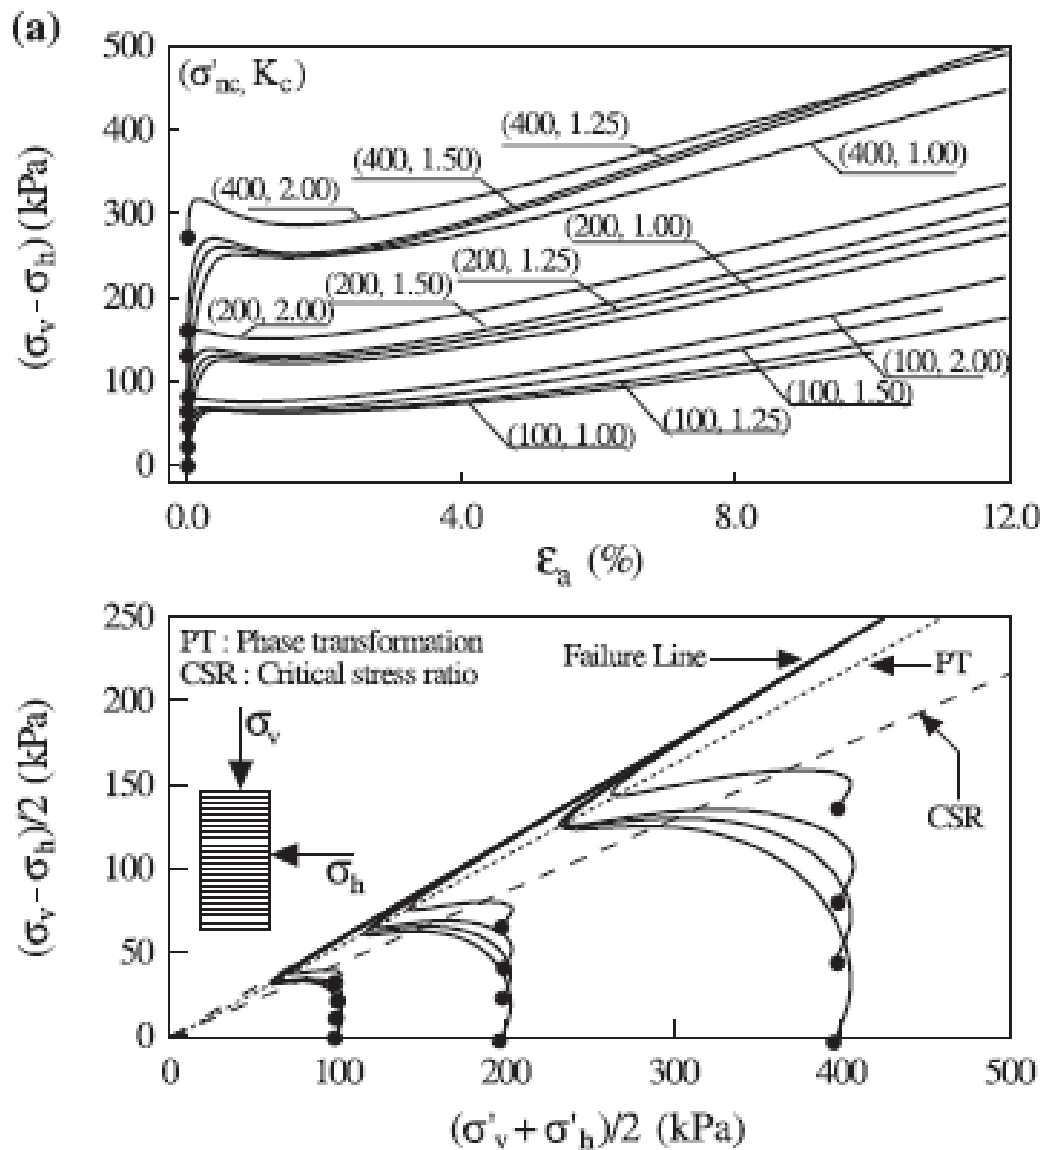 (a)
500
400
300
200
100
0
(σ'nc, Kc)
(400, 1.25)
(400, 1.50)
(400, 1.00)
(400, 2.00)
(200, 1.00)
(200, 1.25)
(200, 1.50)
(200, 2.00)
(100, 2.00)
(100, 1.50)
(100, 1.25)
(100, 1.00)
(σv - σh) (kPa)
0.0 4.0 8.0 12.0
εa (%)
250
200
150
100
50
0
PT : Phase transformation
CSR : Critical stress ratio
Failure Line
PT
CSR
σv
σh
(σv - σh)/2 (kPa)
0 100 200 300 400 500
(σ'v + σ'h)/2 (kPa)